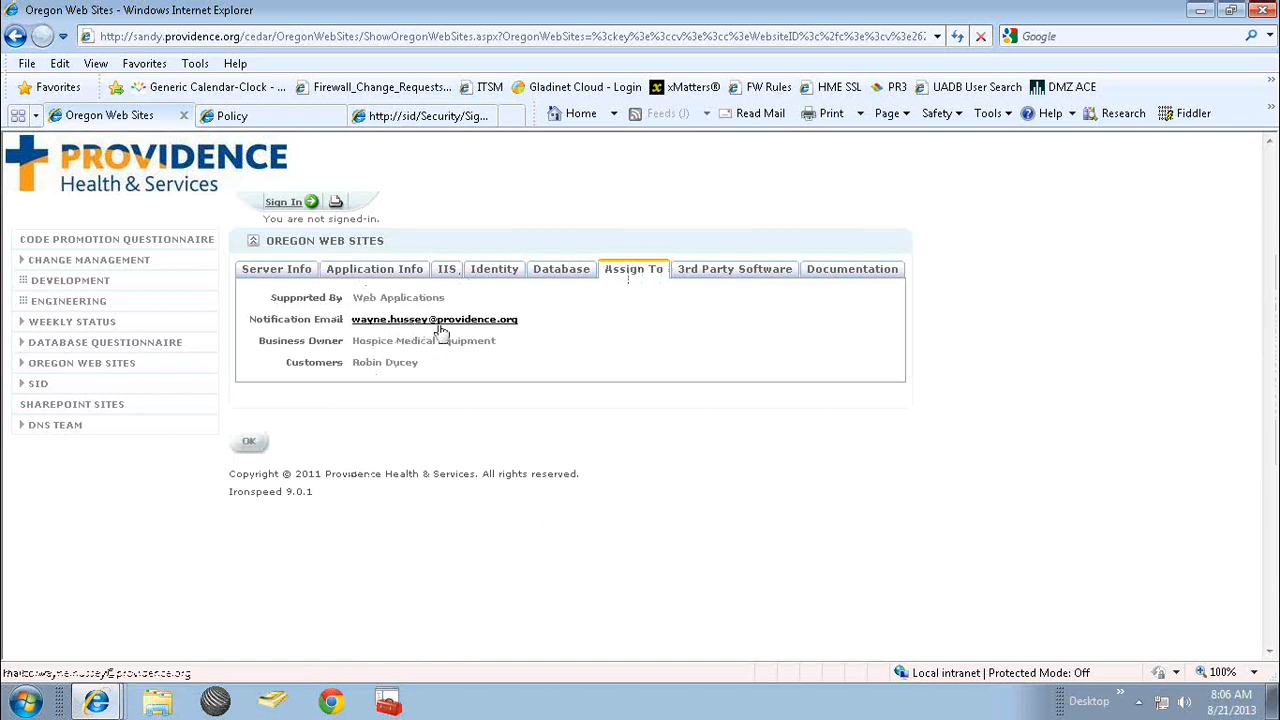 Oregon Web Sites - Windows Internet Explorer
http://sandy.providence.org/cedar/OregonWebSites/ShowOregonWebSites.aspx?OregonWebSites=%3ckey%3e%3ccv%3e%3cc%3eWebsiteID%3c%2fc%3e%3cv%3e262
Google
File Edit View Favorites Tools Help
Favorites Generic Calendar-Clock - ... Firewall_Change_Requests... ITSM Gladinet Cloud - Login xMatters® FW Rules HME SSL PR3 UADB User Search DMZ ACE
Oregon Web Sites Policy http://sid/Security/Sig... Home Feeds (J) Read Mail Print Page Safety Tools Help Research Fiddler
PROVIDENCE
Health & Services
Sign In
You are not signed-in.
CODE PROMOTION QUESTIONNAIRE
CHANGE MANAGEMENT
DEVELOPMENT
ENGINEERING
WEEKLY STATUS
DATABASE QUESTIONNAIRE
OREGON WEB SITES
SID
SHAREPOINT SITES
DNS TEAM
OREGON WEB SITES
Server Info Application Info IIS Identity Database Assign To 3rd Party Software Documentation
Supported By Web Applications
Notification Email wayne.hussey@providence.org
Business Owner Hospice Medical Equipment
Customers Robin Ducey
OK
Copyright © 2011 Providence Health & Services. All rights reserved.
Ironspeed 9.0.1
mailto:wayne.hussey@providence.org
Local intranet | Protected Mode: Off
100%
Desktop
8:06 AM
8/21/2013